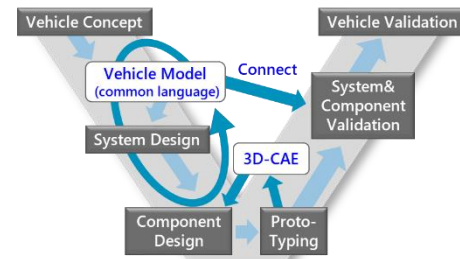 Vehicle Concept
Vehicle Validation
Vehicle Model
(common language)
Connect
System&
Component
Validation
System Design
3D-CAE
Component
Design
Proto-
Typing